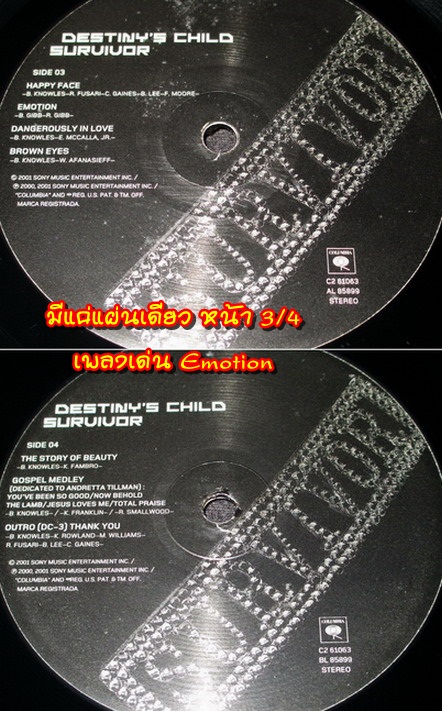 DESTINY'S CHILD
SURVIVOR
SIDE 03
HAPPY FACE
–B. KNOWLES–R. FUSARI–C. GAINES–B. LEE–F. MOORE–
EMOTION
–B. GIBB–R. GIBB–
DANGEROUSLY IN LOVE
–B. KNOWLES–E. MCCALLA, JR.–
BROWN EYES
–B. KNOWLES–W. AFANASIEFF–
© 2001 SONY MUSIC ENTERTAINMENT INC. /
℗ 2000, 2001 SONY MUSIC ENTERTAINMENT INC. /
"COLUMBIA" AND REG. U.S. PAT. & TM. OFF.
MARCA REGISTRADA.
SURVIVOR
COLUMBIA
C2 61063
AL 85899
STEREO
มีแต่แผ่นเดียว หน้า 3/4
เพลงเด่น Emotion
DESTINY'S CHILD
SURVIVOR
SIDE 04
THE STORY OF BEAUTY
–B. KNOWLES–K. FAMBRO–
GOSPEL MEDLEY
(DEDICATED TO ANDRETTA TILLMAN) :
YOU'VE BEEN SO GOOD/NOW BEHOLD
THE LAMB/JESUS LOVES ME/TOTAL PRAISE
–B. KNOWLES– / –K. FRANKLIN– / –R. SMALLWOOD–
OUTRO (DC-3) THANK YOU
–B. KNOWLES–K. ROWLAND–M. WILLIAMS–
R. FUSARI–B. LEE–C. GAINES–
© 2001 SONY MUSIC ENTERTAINMENT INC. /
℗ 2000, 2001 SONY MUSIC ENTERTAINMENT INC. /
"COLUMBIA" AND REG. U.S. PAT. & TM. OFF.
MARCA REGISTRADA.
SURVIVOR
COLUMBIA
C2 61063
BL 85899
STEREO